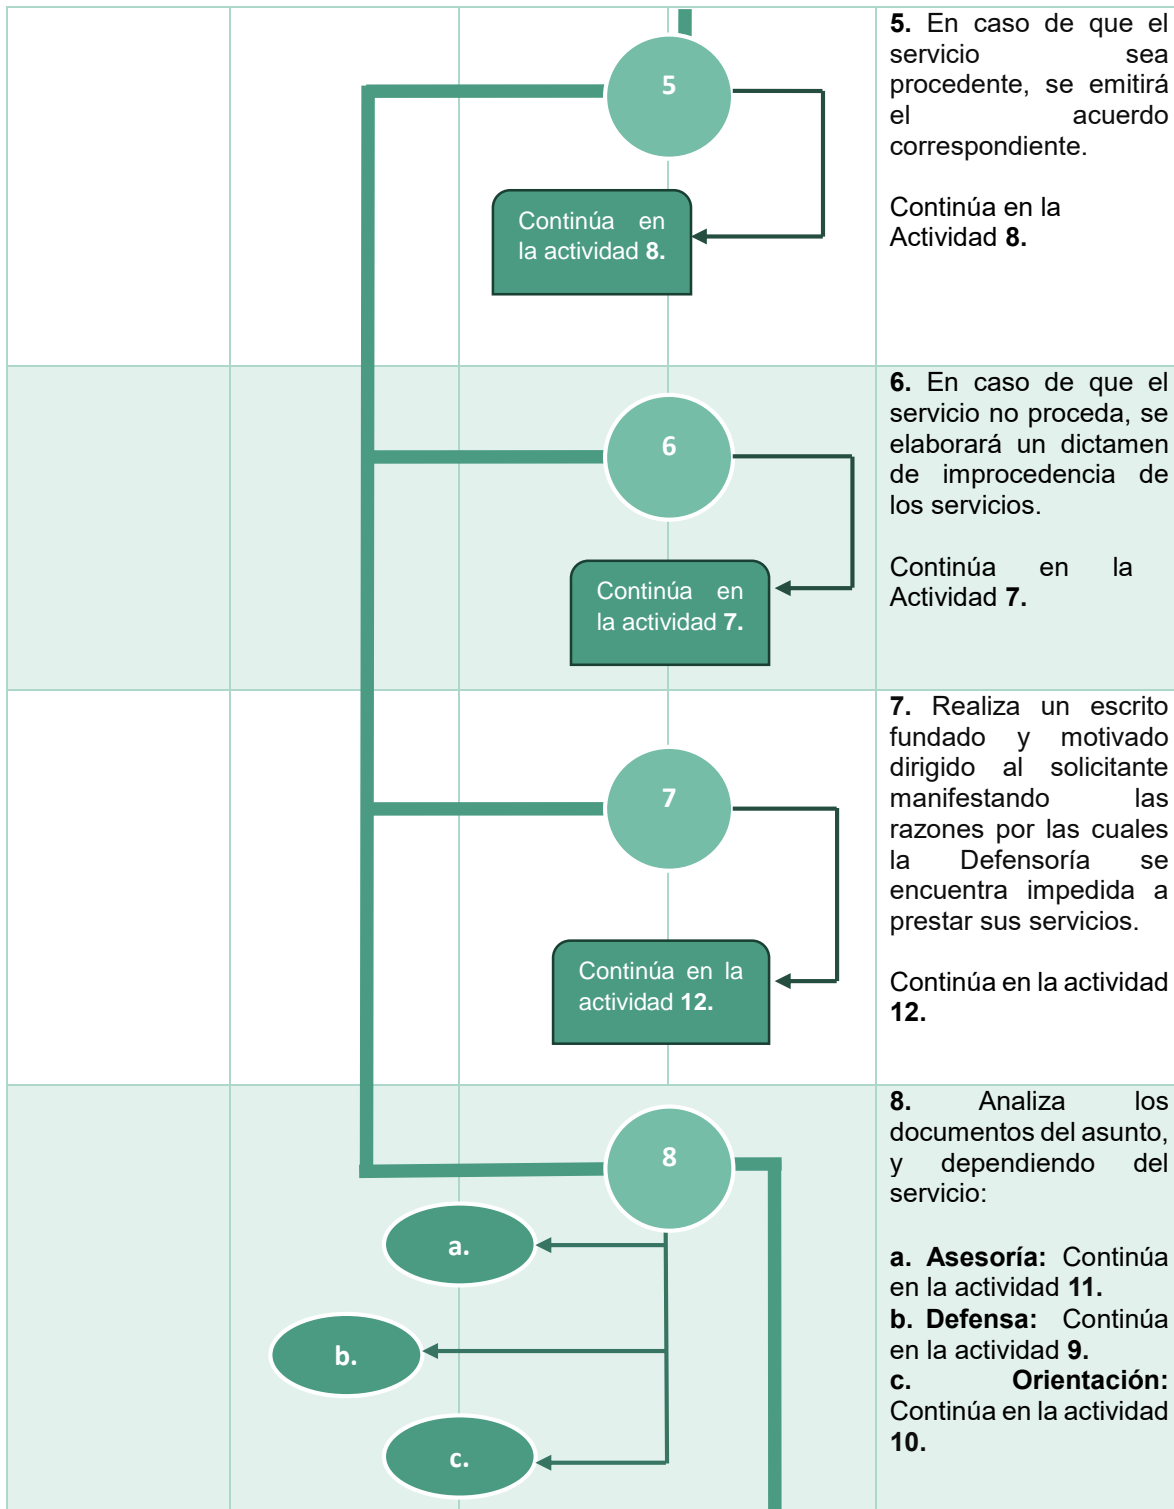 5
Continúa en
la actividad 8.
5. En caso de que el
servicio sea
procedente, se emitirá
el acuerdo
correspondiente.
Continúa en la
Actividad 8.
6
Continúa en
la actividad 7.
6. En caso de que el
servicio no proceda, se
elaborará un dictamen
de improcedencia de
los servicios.
Continúa en la
Actividad 7.
7
Continúa en la
actividad 12.
7. Realiza un escrito
fundado y motivado
dirigido al solicitante
manifestando las
razones por las cuales
la Defensoría se
encuentra impedida a
prestar sus servicios.
Continúa en la actividad
12.
8
a.
b.
c.
8. Analiza los
documentos del asunto,
y dependiendo del
servicio:
a. Asesoría: Continúa
en la actividad 11.
b. Defensa: Continúa
en la actividad 9.
c. Orientación:
Continúa en la actividad
10.